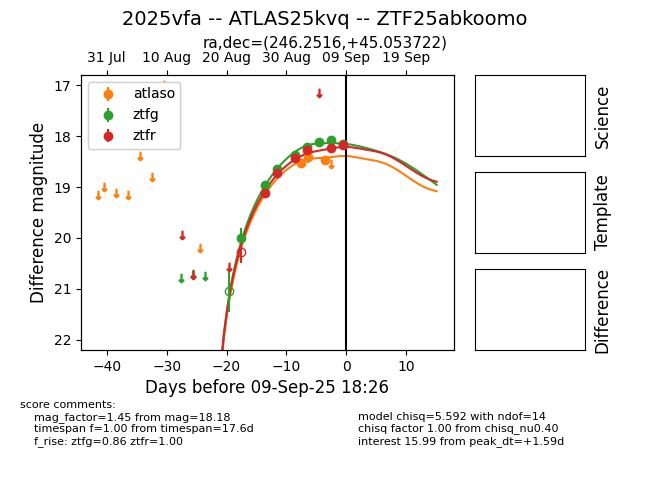 2025vfa -- ATLAS25kvq -- ZTF25abkoomo
ra,dec=(246.2516,+45.053722)
31 Jul 10 Aug 20 Aug 30 Aug 09 Sep 19 Sep
atlaso
ztfg
ztfr
17
18
19
20
21
22
Difference magnitude
−40 −30 −20 −10 0 10
Days before 09-Sep-25 18:26
Science
Template
Difference
score comments:
mag_factor=1.45 from mag=18.18
timespan f=1.00 from timespan=17.6d
f_rise: ztfg=0.86 ztfr=1.00
model chisq=5.592 with ndof=14
chisq factor 1.00 from chisq_nu0.40
interest 15.99 from peak_dt=+1.59d